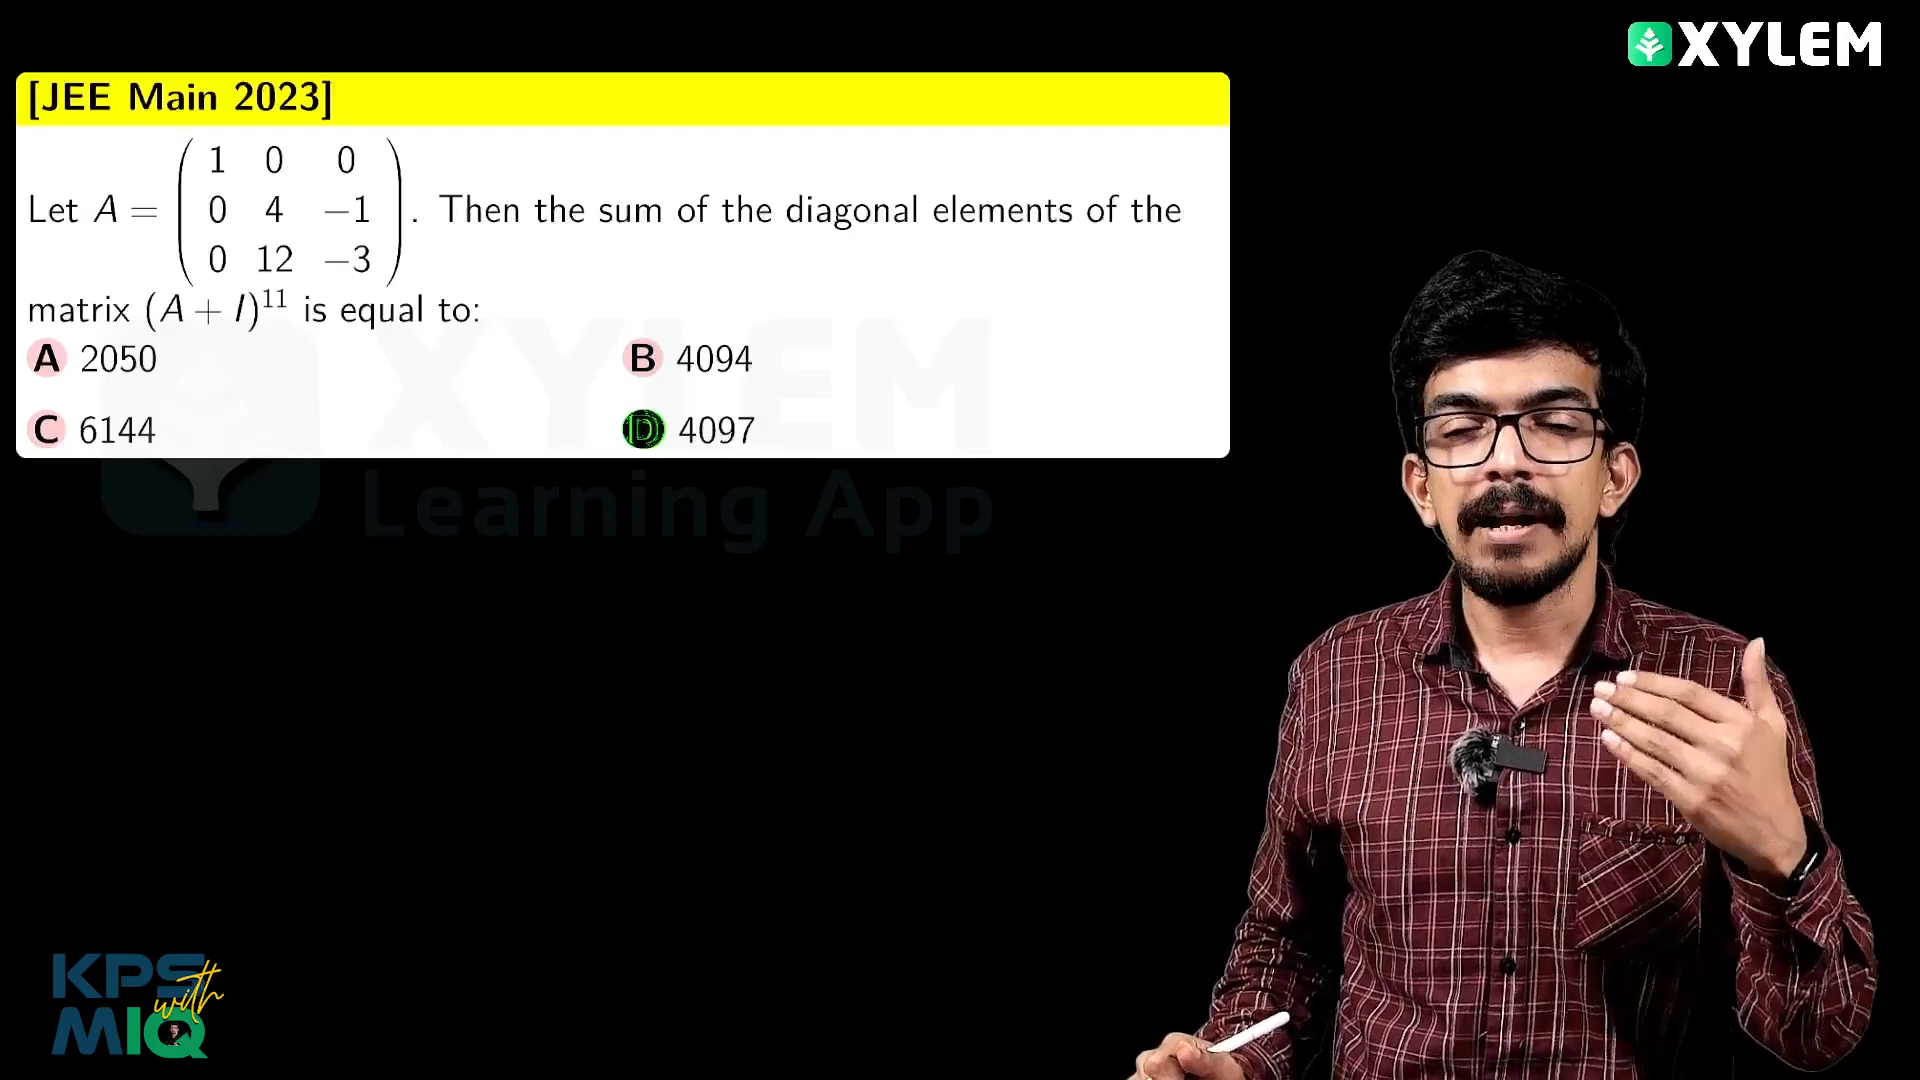 XYLEM
[JEE Main 2023]
1 0 0
Let A = 0 4 −1 . Then the sum of the diagonal elements of the
0 12 −3
matrix (A + I)¹¹ is equal to:
A 2050 B 4094
C 6144 D 4097
XYLEM
Learning App
KPS
with
MIQ